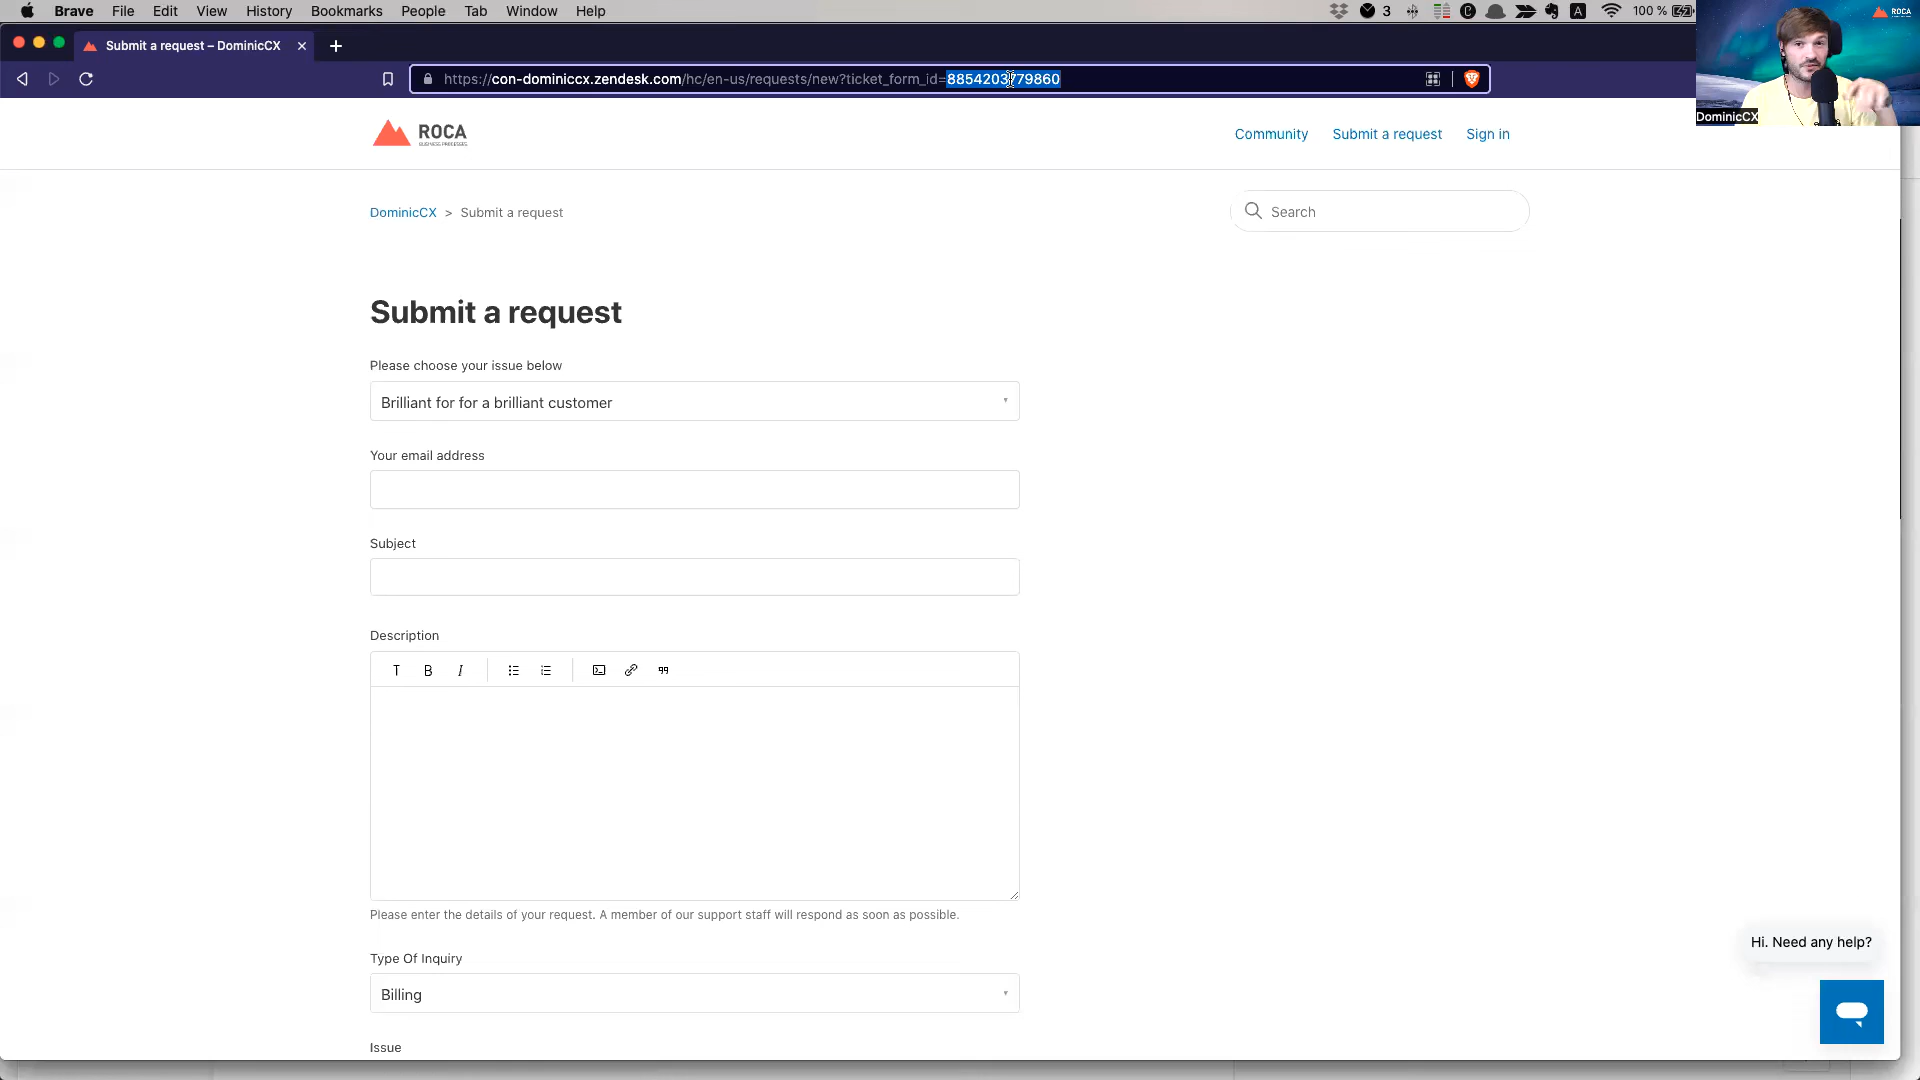 Brave File Edit View History Bookmarks People Tab Window Help
3
A
100 %
ROCA
Submit a request – DominicCX
https://con-dominiccx.zendesk.com/hc/en-us/requests/new?ticket_form_id=8854203779860
DominicCX
ROCA
BUSINESS PROCESSES
Community Submit a request Sign in
DominicCX > Submit a request
Search
Submit a request
Please choose your issue below
Brilliant for for a brilliant customer
Your email address
Subject
Description
T B I
Please enter the details of your request. A member of our support staff will respond as soon as possible.
Type Of Inquiry
Billing
Issue
Hi. Need any help?